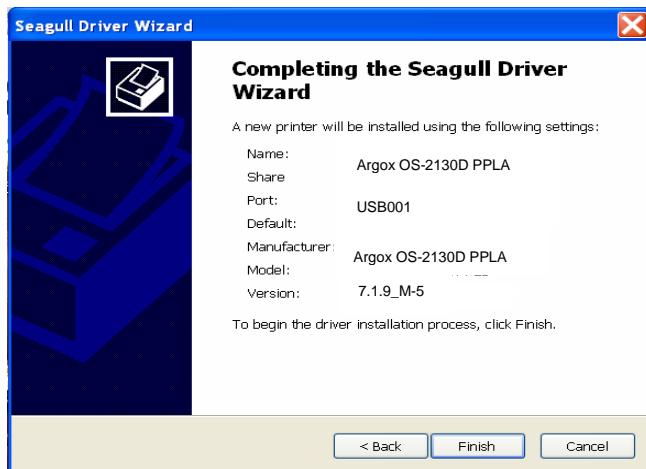 Seagull Driver Wizard
Completing the Seagull Driver
Wizard
A new printer will be installed using the following settings:
Name:
Argox OS-2130D PPLA
Share
Port:
USB001
Default:
Manufacturer:
Argox OS-2130D PPLA
Model:
Version:
7.1.9_M-5
To begin the driver installation process, click Finish.
< Back
Finish
Cancel